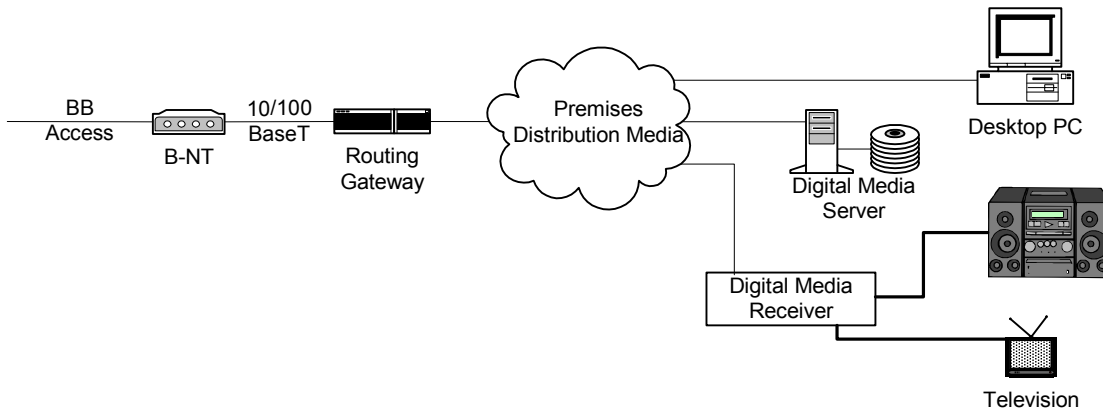 BB
Access
B-NT
10/100
BaseT
Routing
Gateway
Premises
Distribution Media
Desktop PC
Digital Media
Server
Digital Media
Receiver
Television